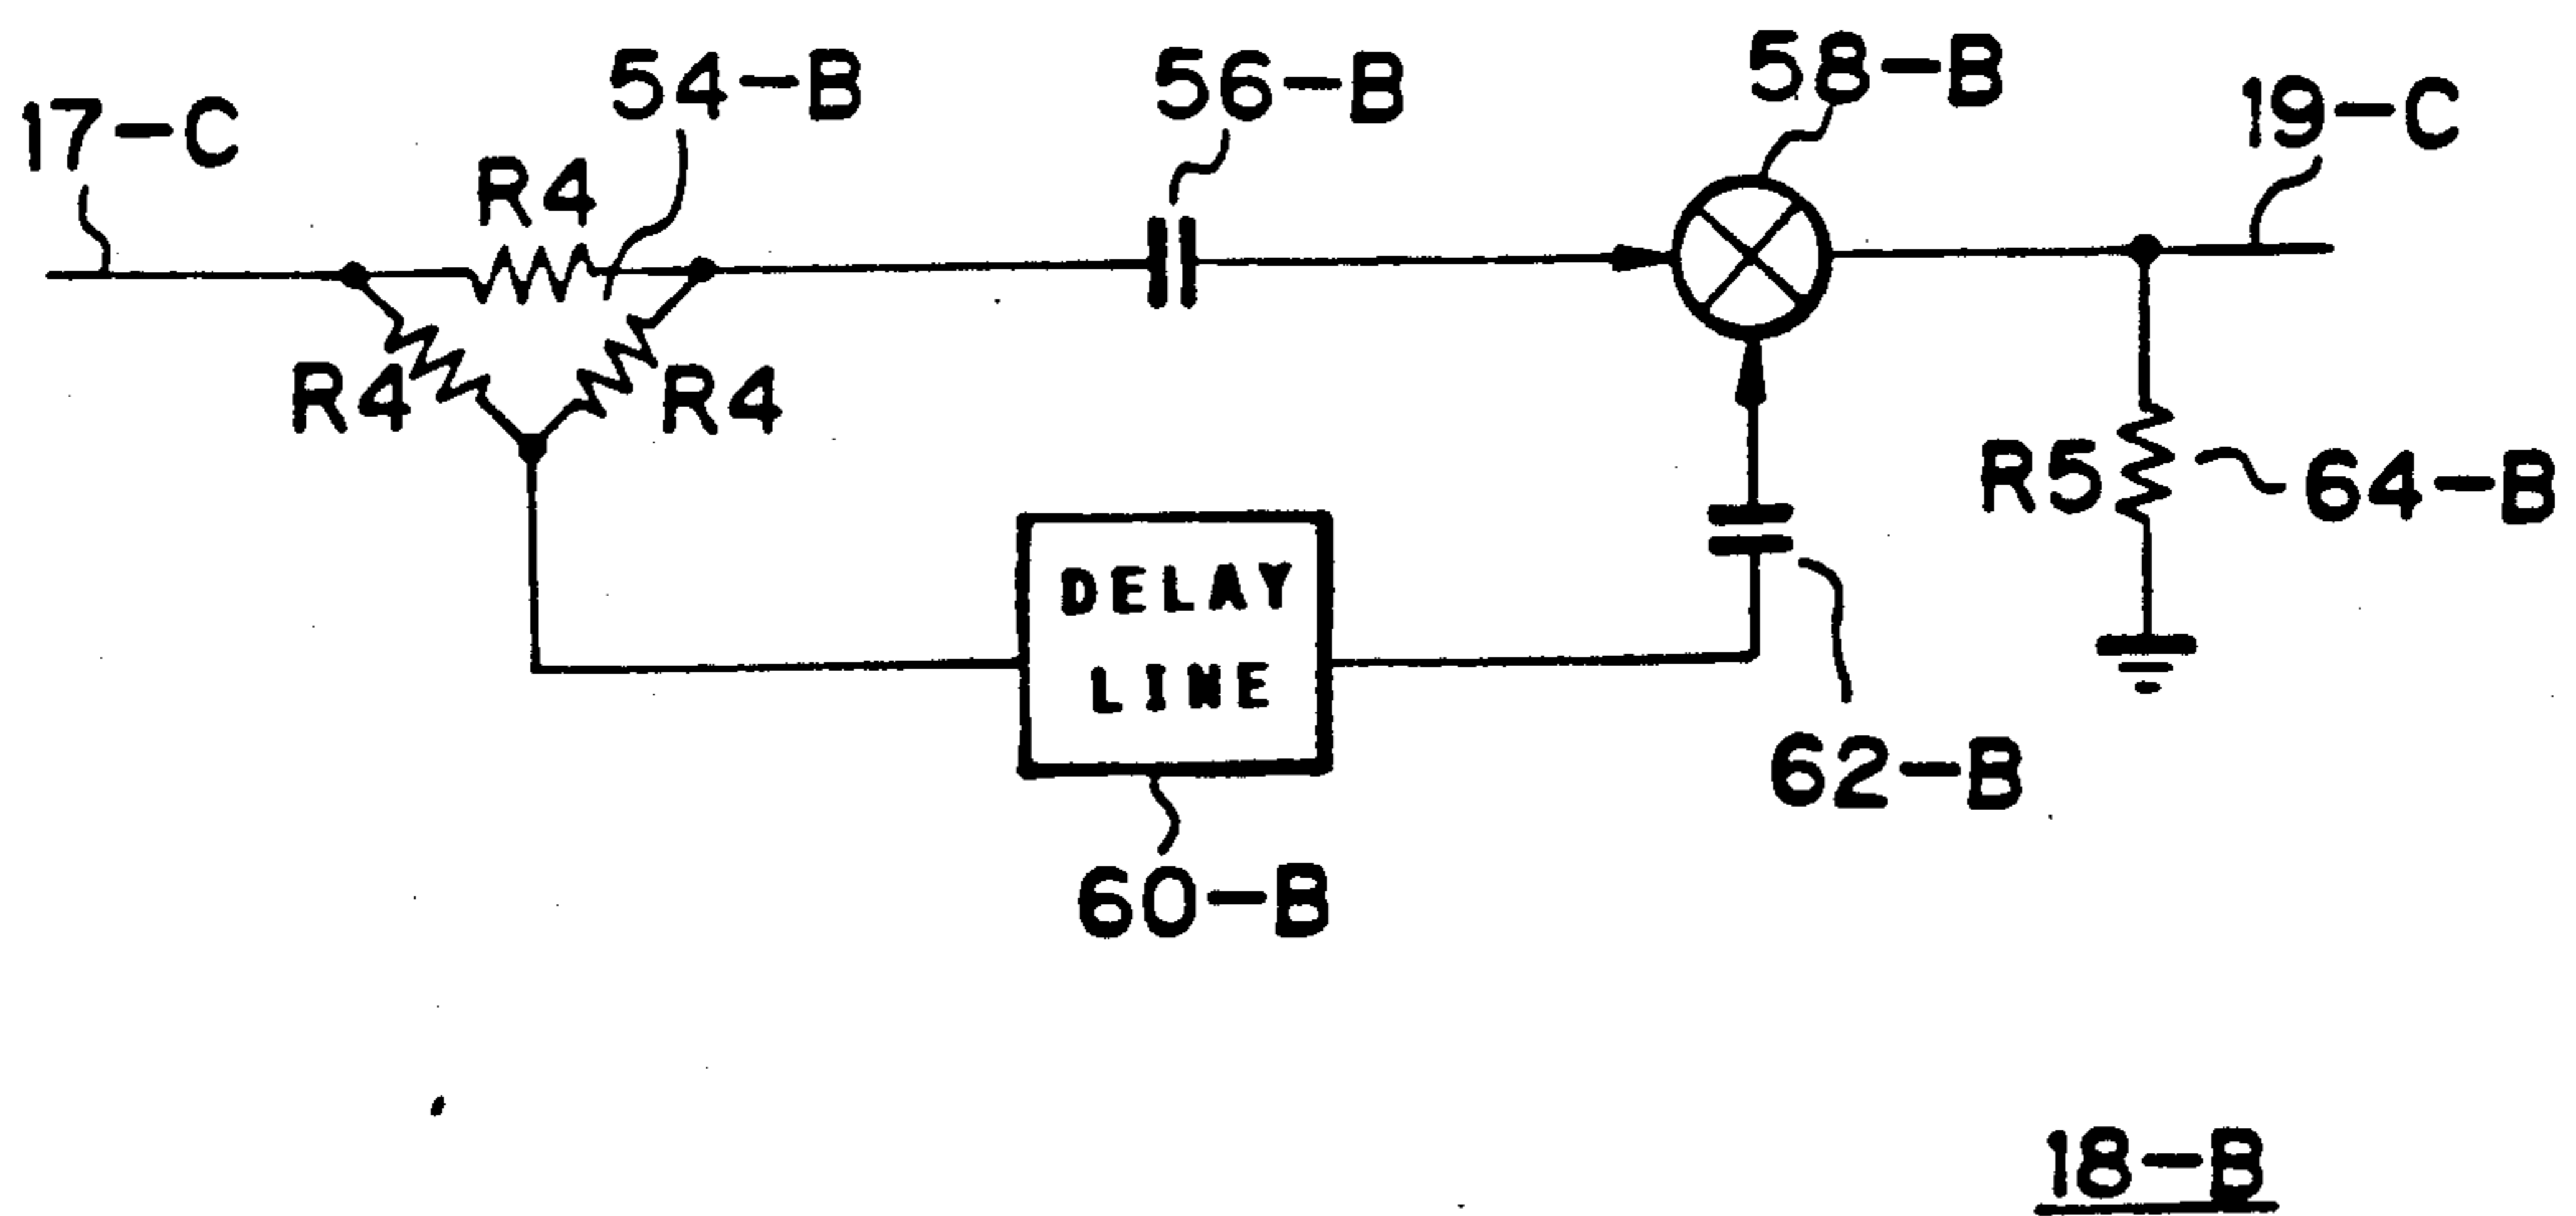 17-C
54-B
56-B
58-B
19-C
R4
R4
R4
R5
64-B
DELAY
LINE
62-B
60-B
18-B